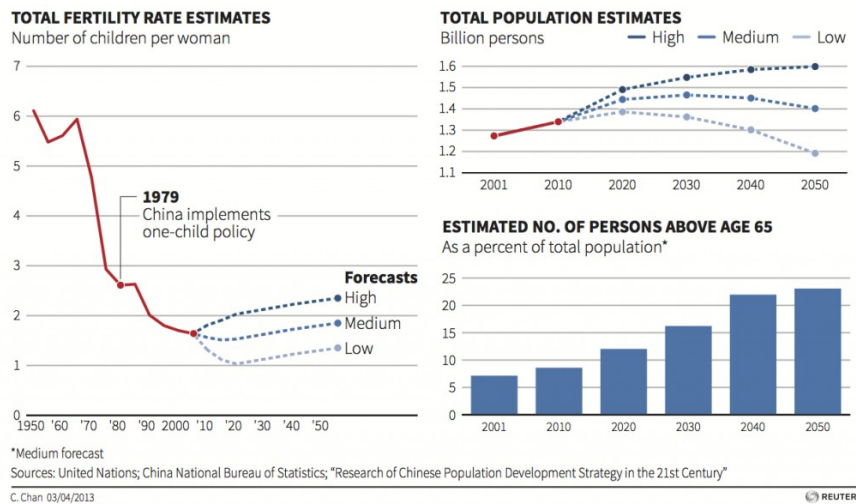 TOTAL FERTILITY RATE ESTIMATES
Number of children per woman
7
6
5
4
3
2
1
0
1979
China implements
one-child policy
Forecasts
High
Medium
Low
1950 '60 '70 '80 '90 2000 '10 '20 '30 '40 '50
TOTAL POPULATION ESTIMATES
Billion persons High Medium Low
1.6
1.5
1.4
1.3
1.2
1.1
2001 2010 2020 2030 2040 2050
ESTIMATED NO. OF PERSONS ABOVE AGE 65
As a percent of total population*
25
20
15
10
5
0
2001 2010 2020 2030 2040 2050
*Medium forecast
Sources: United Nations; China National Bureau of Statistics; “Research of Chinese Population Development Strategy in the 21st Century”
C. Chan 03/04/2013
REUTER